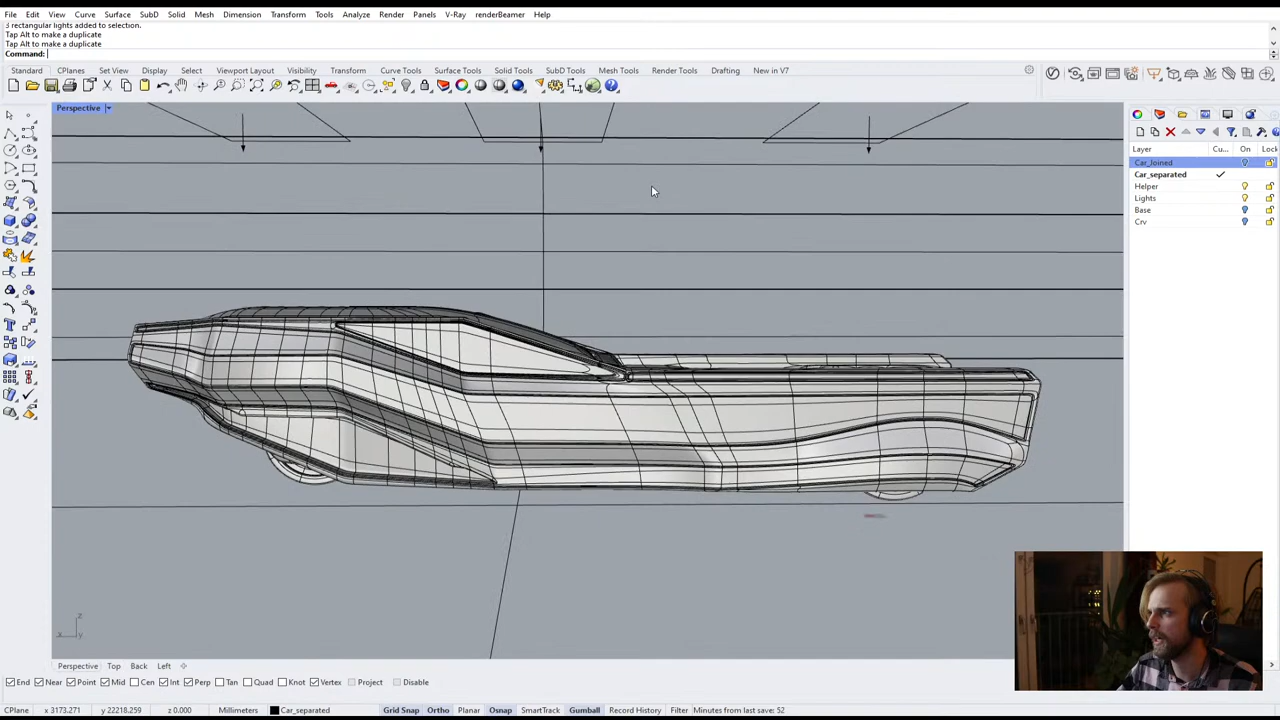 File Edit View Curve Surface SubD Solid Mesh Dimension Transform Tools Analyze Render Panels V-Ray renderBeamer Help
3 rectangular lights added to selection.
Tap Alt to make a duplicate
Tap Alt to make a duplicate
Command:
Standard CPlanes Set View Display Select Viewport Layout Visibility Transform Curve Tools Surface Tools Solid Tools SubD Tools Mesh Tools Render Tools Drafting New in V7
Perspective
Layer Cu... On Lock
Car_Joined
Car_separated
Helper
Lights
Base
Crv
z
x y
Perspective Top Back Left
End Near Point Mid Cen Int Perp Tan Quad Knot Vertex Project Disable
CPlane x 3173.271 y 22218.259 z 0.000 Millimeters Car_separated Grid Snap Ortho Planar Osnap SmartTrack Gumball Record History Filter Minutes from last save: 52